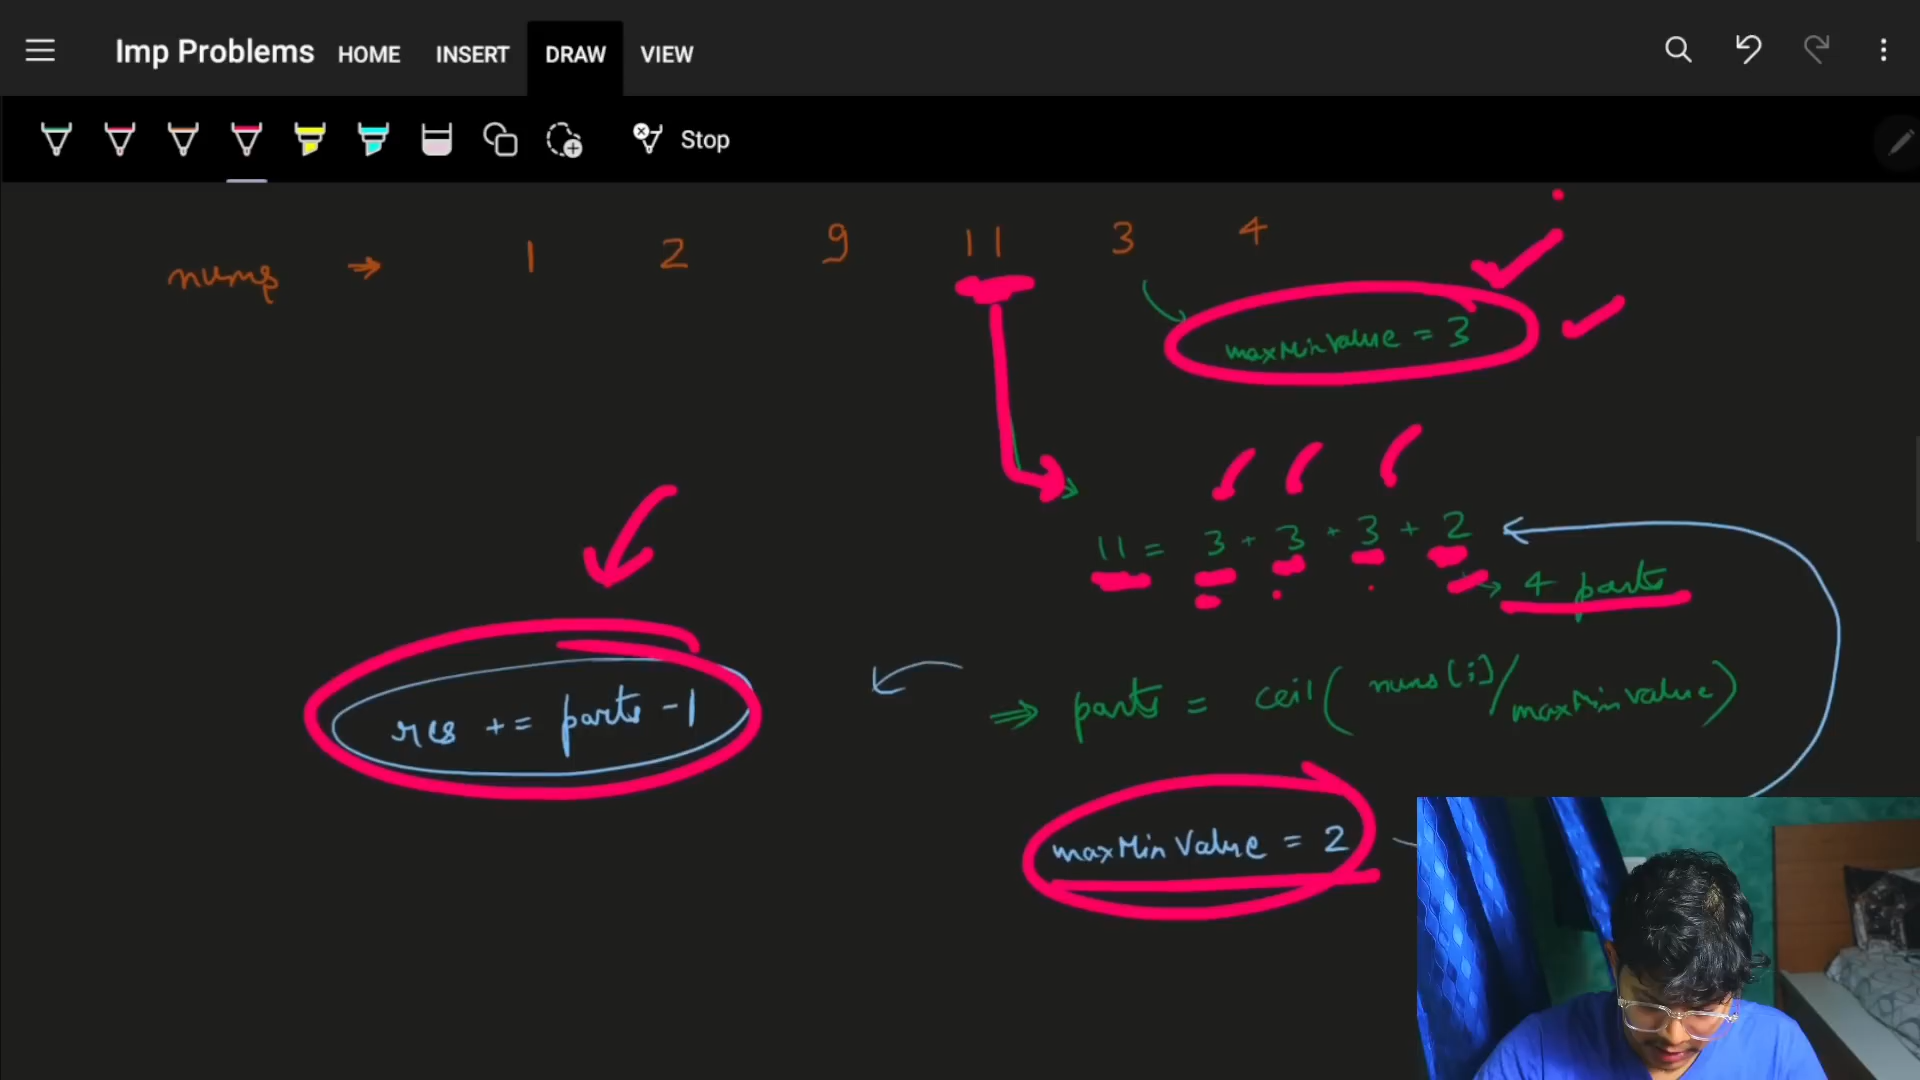 Imp Problems HOME INSERT DRAW VIEW
Stop
nums → 1 2 9 11 3 4
maxMinValue = 3
11 = 3 + 3 + 3 + 2
→ 4 parts
⇒ parts = ceil( nums[i]/maxMinValue)
res += parts -1
maxMinValue = 2